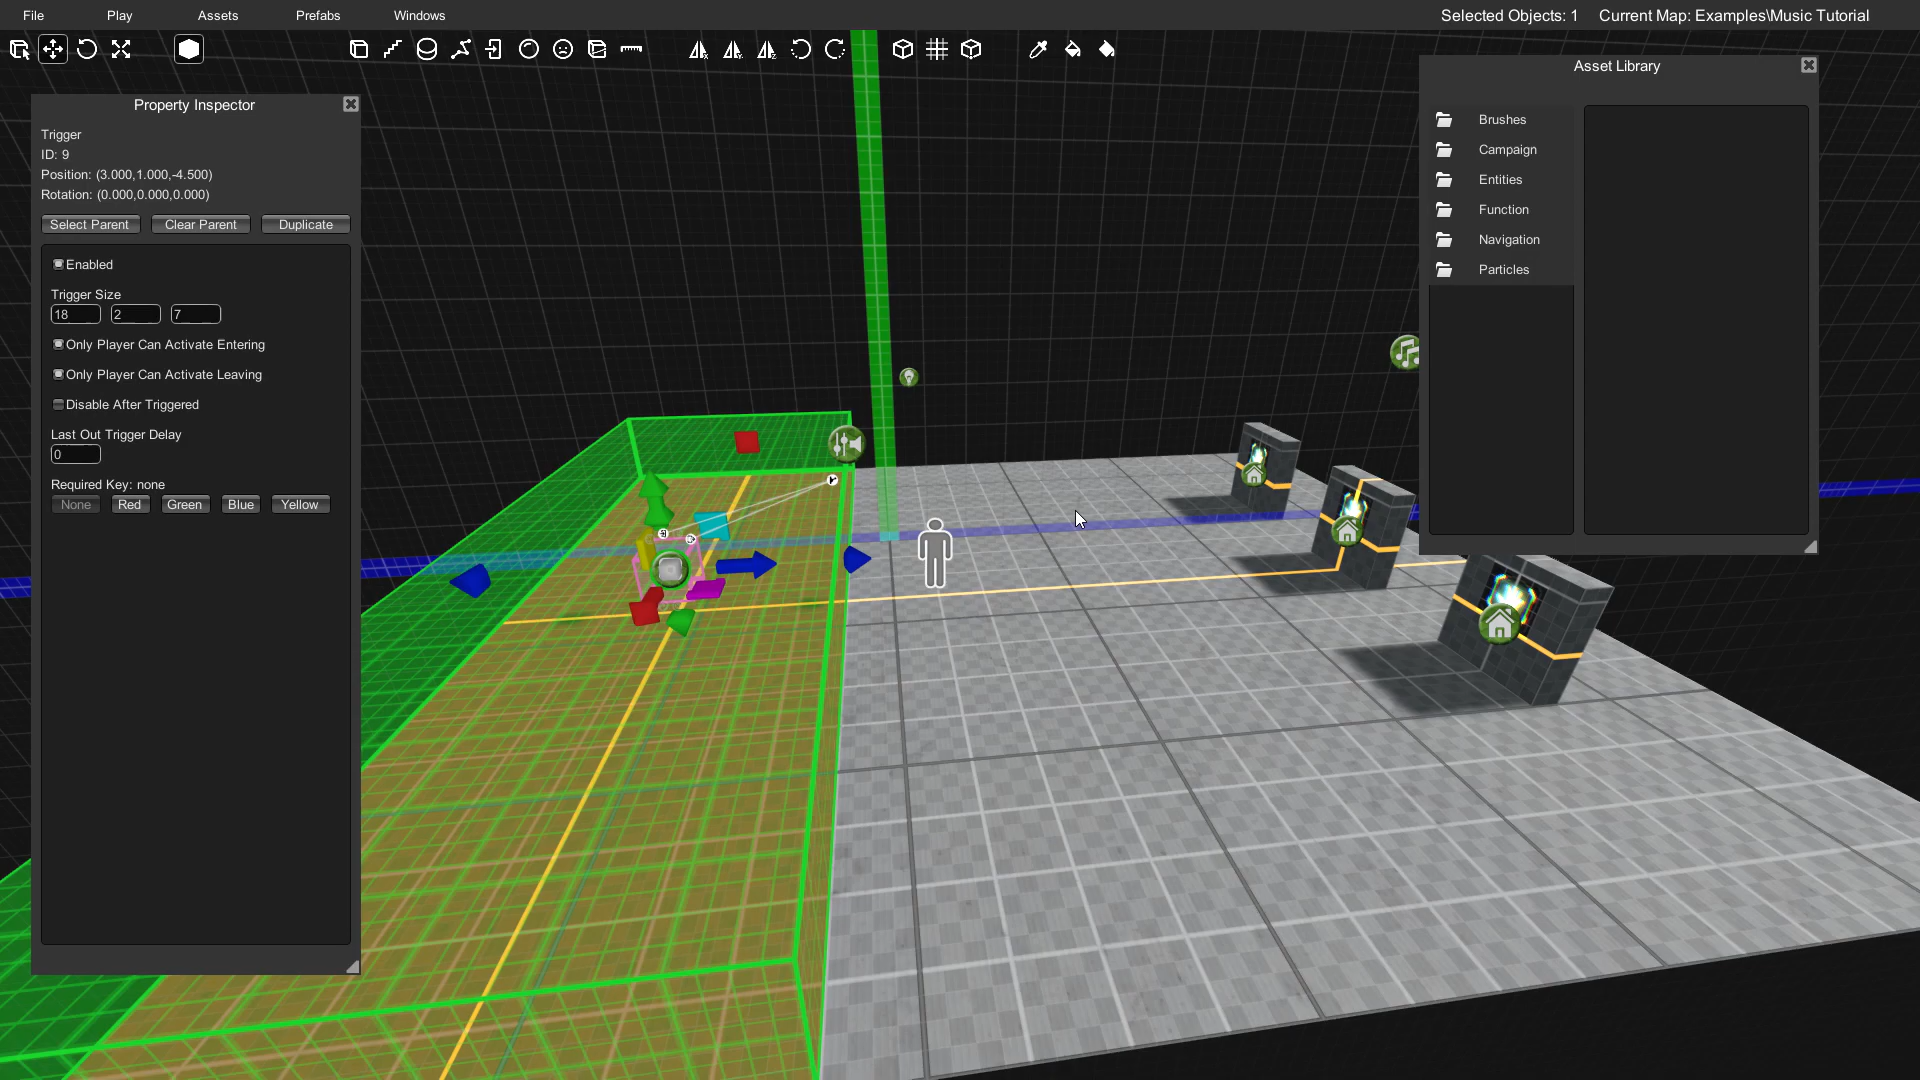 File Play Assets Prefabs Windows Selected Objects: 1 Current Map: Examples\Music Tutorial
Property Inspector
Trigger
ID: 9
Position: (3.000,1.000,-4.500)
Rotation: (0.000,0.000,0.000)
Select Parent Clear Parent Duplicate
Enabled
Trigger Size
18 2 7
Only Player Can Activate Entering
Only Player Can Activate Leaving
Disable After Triggered
Last Out Trigger Delay
0
Required Key: none
None Red Green Blue Yellow
Asset Library
Brushes
Campaign
Entities
Function
Navigation
Particles